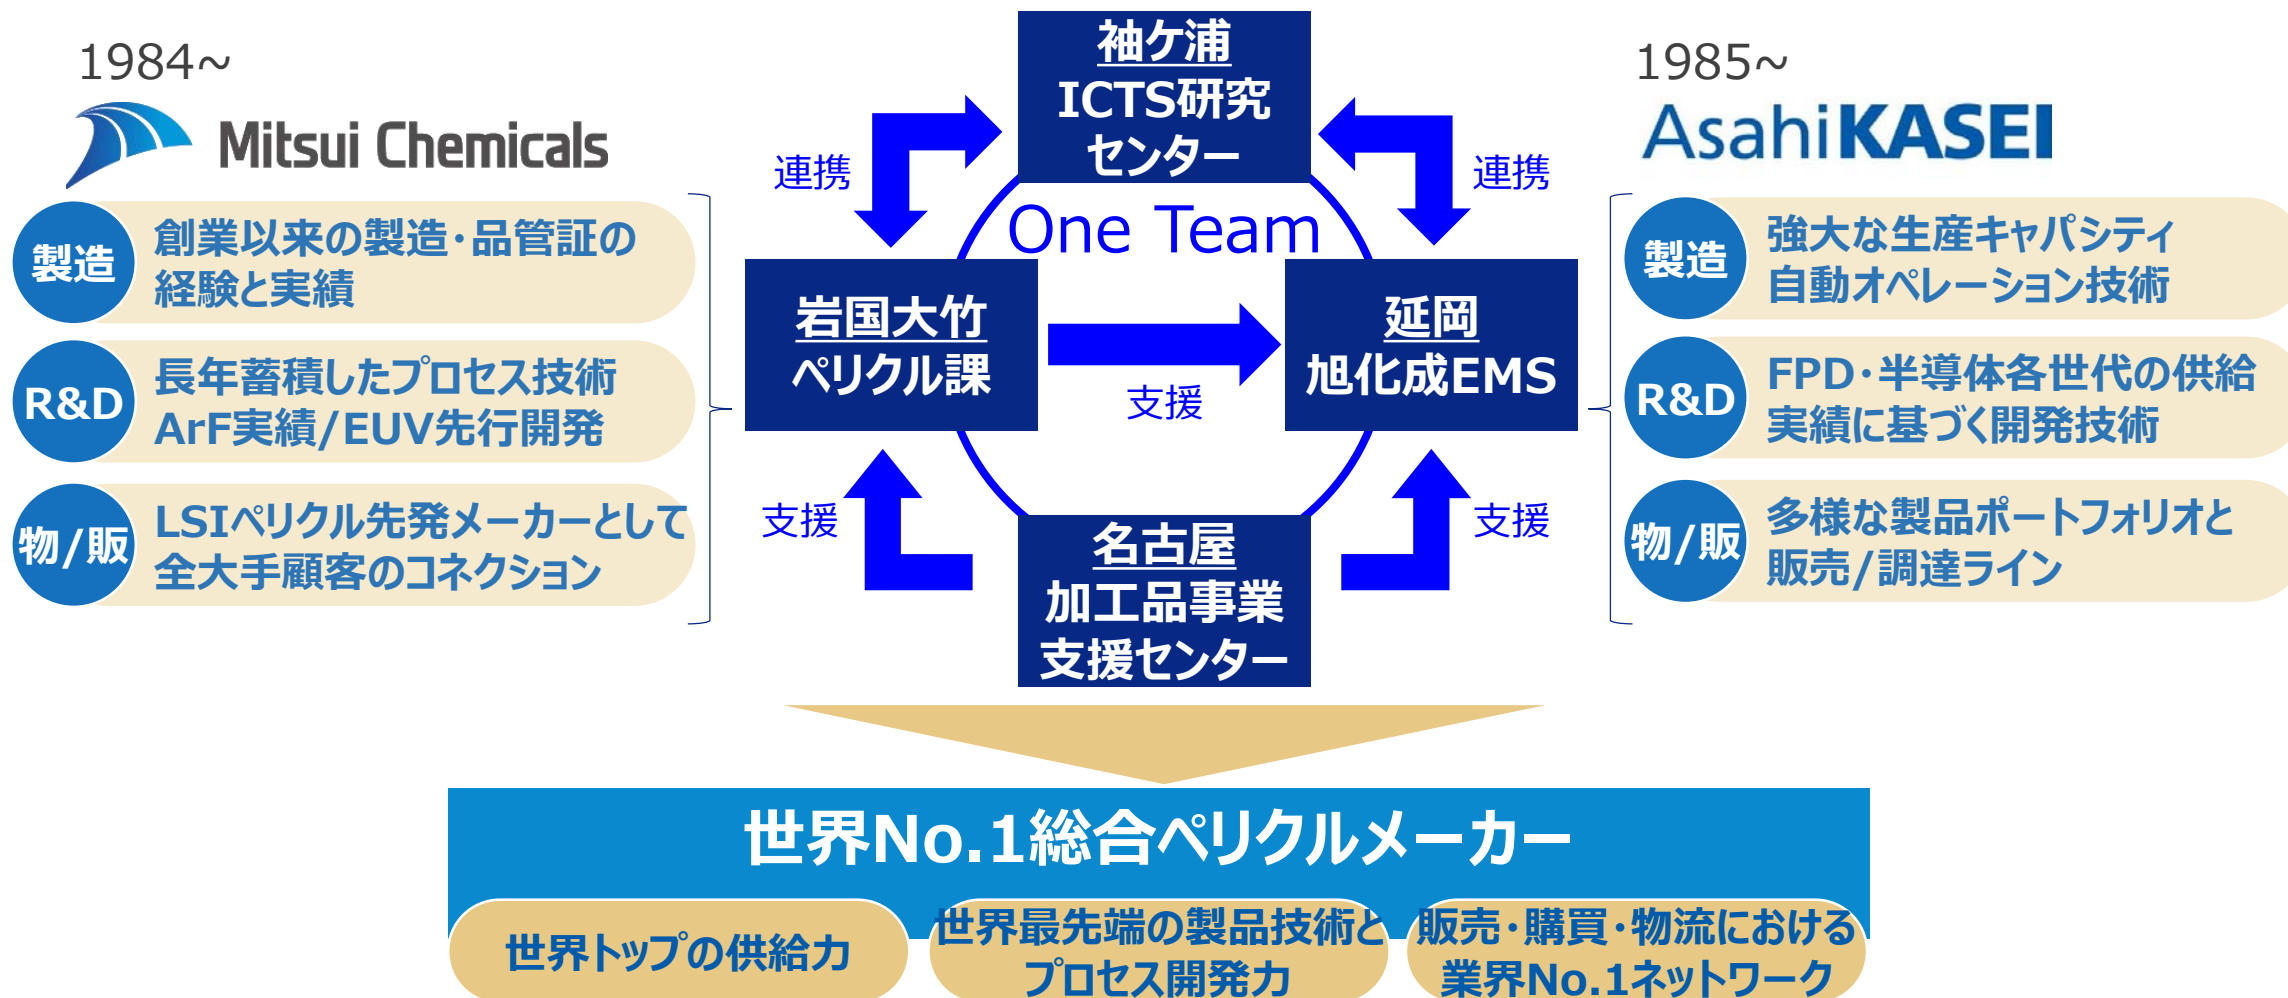 1984~
Mitsui Chemicals
製造
創業以来の製造・品管証の
経験と実績
R&D
長年蓄積したプロセス技術
ArF実績/EUV先行開発
物/販
LSIペリクル先発メーカーとして
全大手顧客のコネクション
袖ケ浦
ICTS研究
センター
連携
連携
One Team
岩国大竹
ペリクル課
支援
延岡
旭化成EMS
支援
支援
名古屋
加工品事業
支援センター
1985~
AsahiKASEI
製造
強大な生産キャパシティ
自動オペレーション技術
R&D
FPD・半導体各世代の供給
実績に基づく開発技術
物/販
多様な製品ポートフォリオと
販売/調達ライン
世界No.1総合ペリクルメーカー
世界トップの供給力
世界最先端の製品技術と
プロセス開発力
販売・購買・物流における
業界No.1ネットワーク